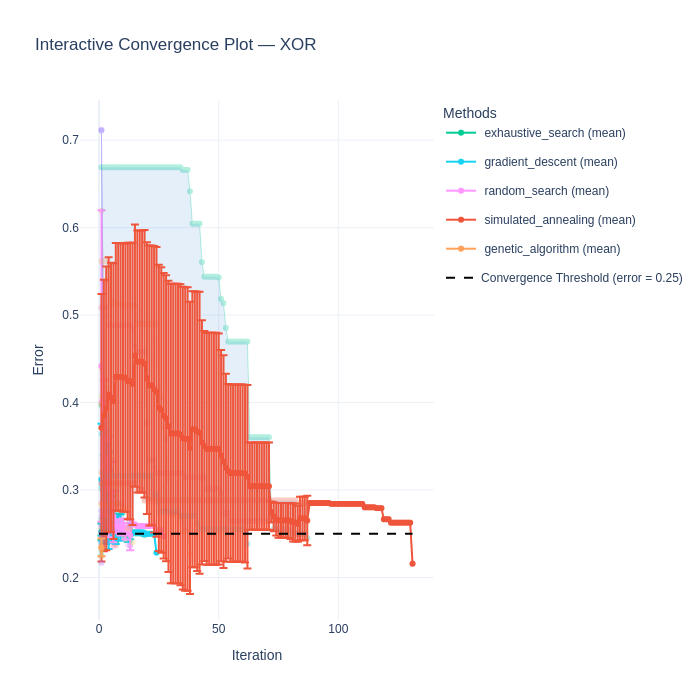 Interactive Convergence Plot — XOR
Methods
exhaustive_search (mean)
gradient_descent (mean)
random_search (mean)
simulated_annealing (mean)
genetic_algorithm (mean)
Convergence Threshold (error = 0.25)
Error
0.7
0.6
0.5
0.4
0.3
0.2
0
50
100
Iteration